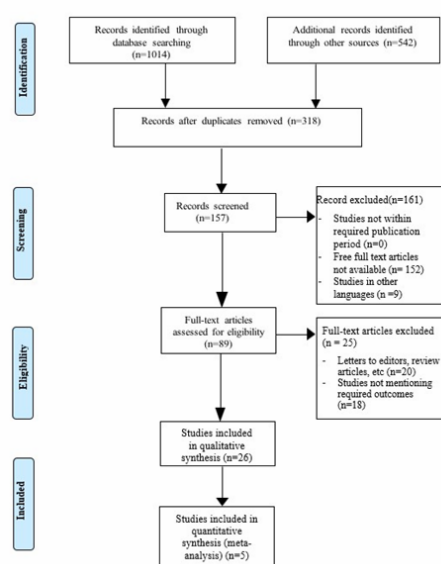 Identification
Records identified through
database searching
(n=1014)
Additional records identified
through other sources (n=542)
Records after duplicates removed (n=318)
Screening
Records screened
(n=157)
Record excluded(n=161)
- Studies not within
required publication
period (n=0)
- Free full text articles
not available (n= 152)
- Studies in other
languages (n =9)
Eligibility
Full-text articles
assessed for eligibility
(n=89)
Full-text articles excluded
(n = 25)
- Letters to editors, review
articles, etc (n=20)
- Studies not mentioning
required outcomes
(n=18)
Included
Studies included
in qualitative
synthesis (n=26)
Studies included in
quantitative
synthesis (meta-
analysis) (n=5)